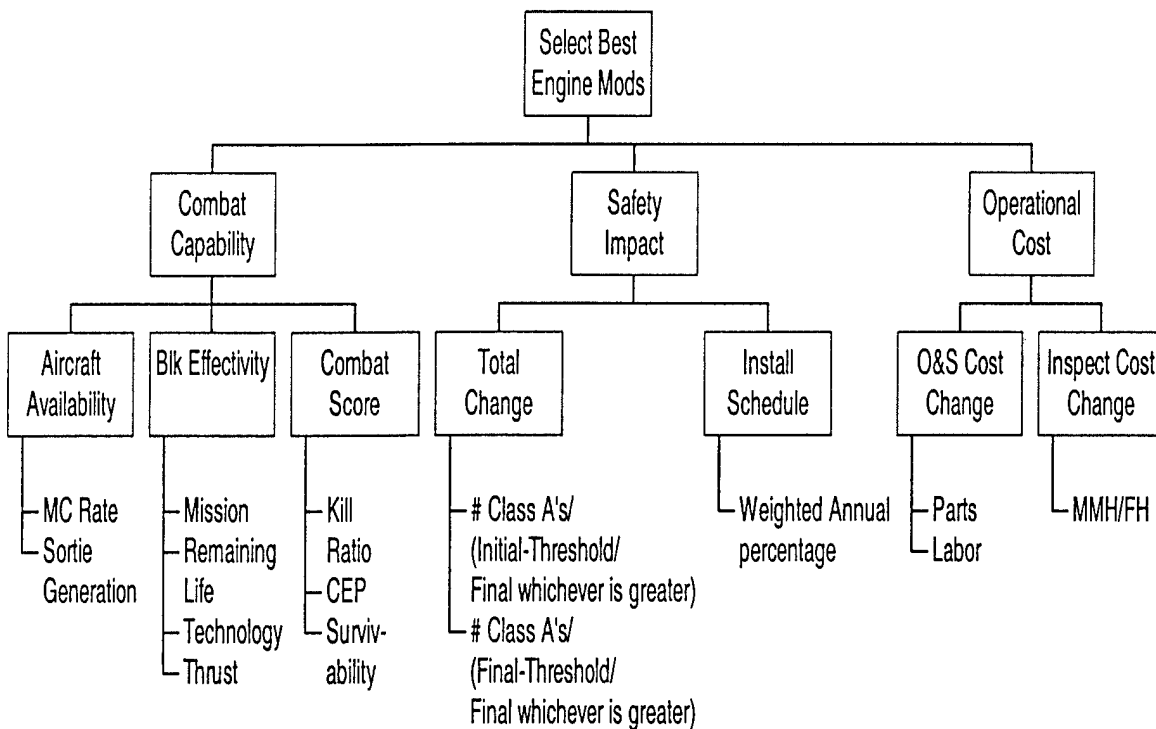 Select Best
Engine Mods
Combat
Capability
Safety
Impact
Operational
Cost
Aircraft
Availability
Blk Effectivity
Combat
Score
Total
Change
Install
Schedule
O&S Cost
Change
Inspect Cost
Change
MC Rate
Sortie
Generation
Mission
Remaining
Life
Technology
Thrust
Kill
Ratio
CEP
Surviv-
ability
# Class A's/
(Initial-Threshold/
Final whichever is greater)
# Class A's/
(Final-Threshold/
Final whichever is greater)
Weighted Annual
percentage
Parts
Labor
MMH/FH